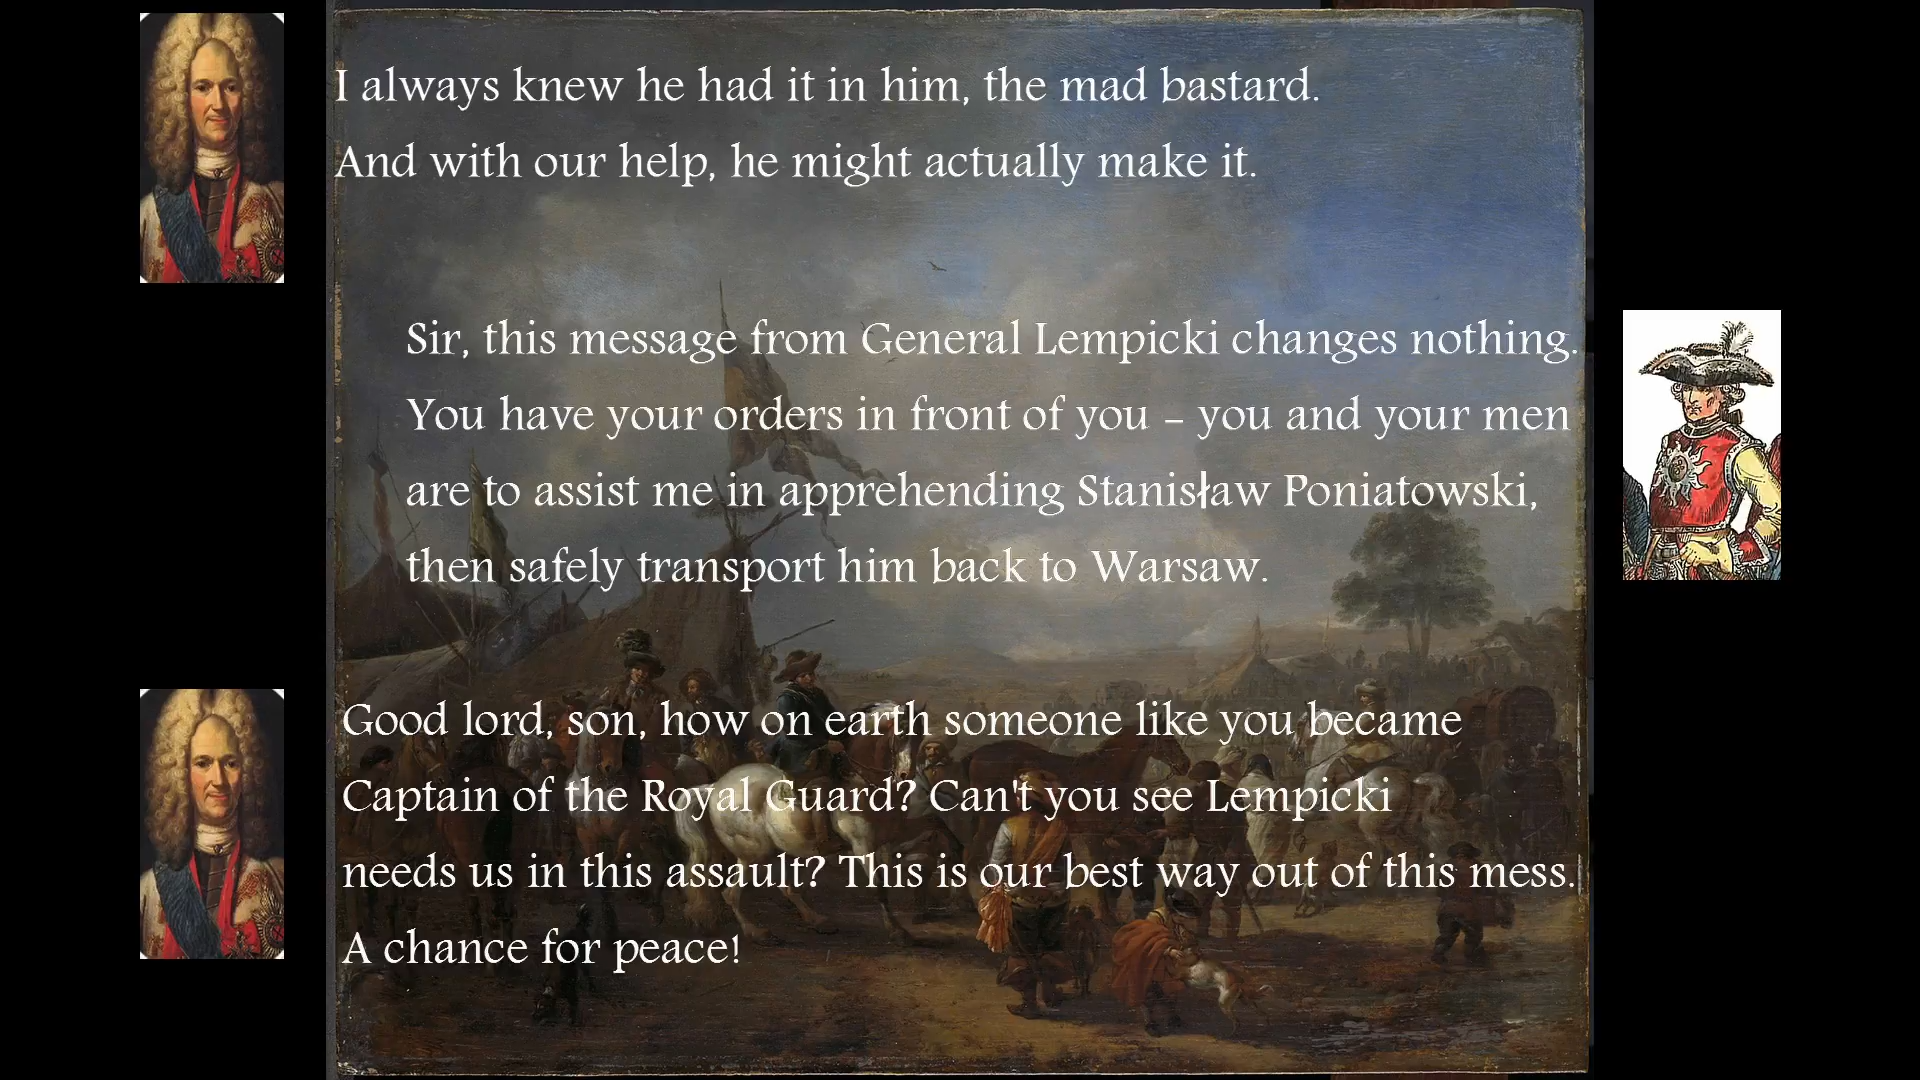 I always knew he had it in him, the mad bastard.
And with our help, he might actually make it.
Sir, this message from General Lempicki changes nothing.
You have your orders in front of you – you and your men
are to assist me in apprehending Stanisław Poniatowski,
then safely transport him back to Warsaw.
Good lord, son, how on earth someone like you became
Captain of the Royal Guard? Can't you see Lempicki
needs us in this assault? This is our best way out of this mess.
A chance for peace!